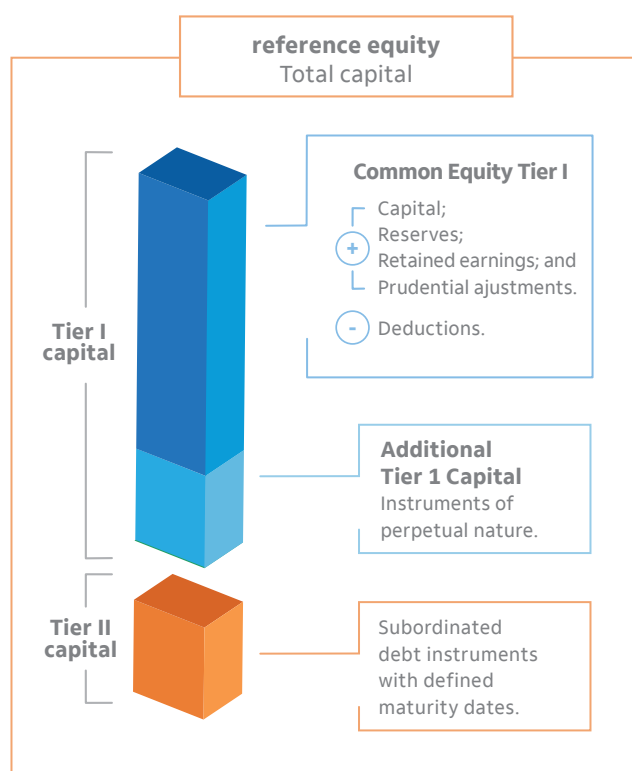 reference equity
Total capital
Common Equity Tier I
Capital;
Reserves;
+
Retained earnings; and
Prudential ajustments.
- Deductions.
Tier I
capital
Additional
Tier 1 Capital
Instruments of
perpetual nature.
Tier II
capital
Subordinated
debt instruments
with defined
maturity dates.